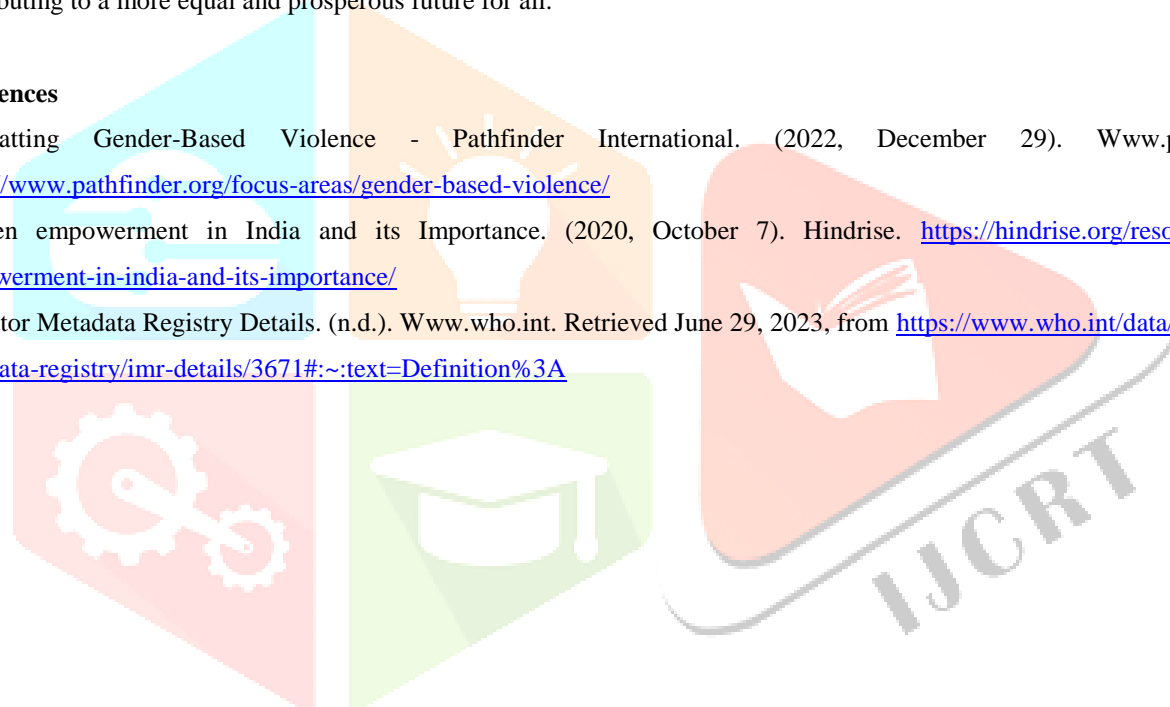 buting to a more equal and prosperous future for all.
ences
atting Gender-Based Violence - Pathfinder International. (2022, December 29). Www.p
//www.pathfinder.org/focus-areas/gender-based-violence/
en empowerment in India and its Importance. (2020, October 7). Hindrise. https://hindrise.org/reso
werment-in-india-and-its-importance/
tor Metadata Registry Details. (n.d.). Www.who.int. Retrieved June 29, 2023, from https://www.who.int/data/
ata-registry/imr-details/3671#:~:text=Definition%3A
IJCRT